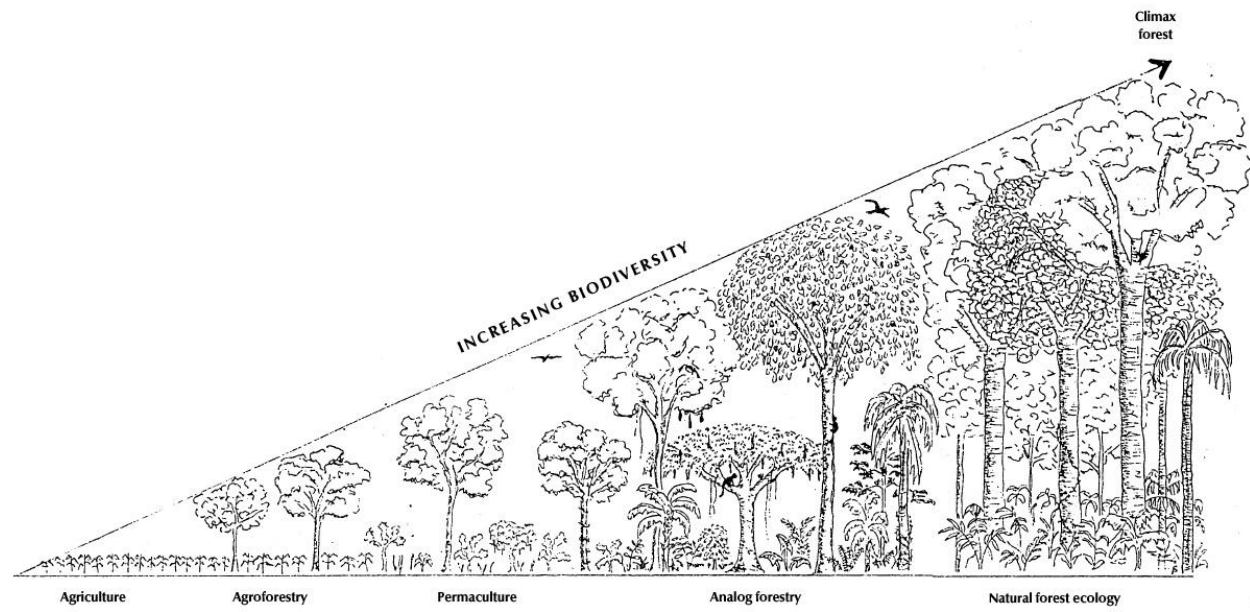 Climax
forest
INCREASING BIODIVERSITY
Agriculture
Agroforestry
Permaculture
Analog forestry
Natural forest ecology